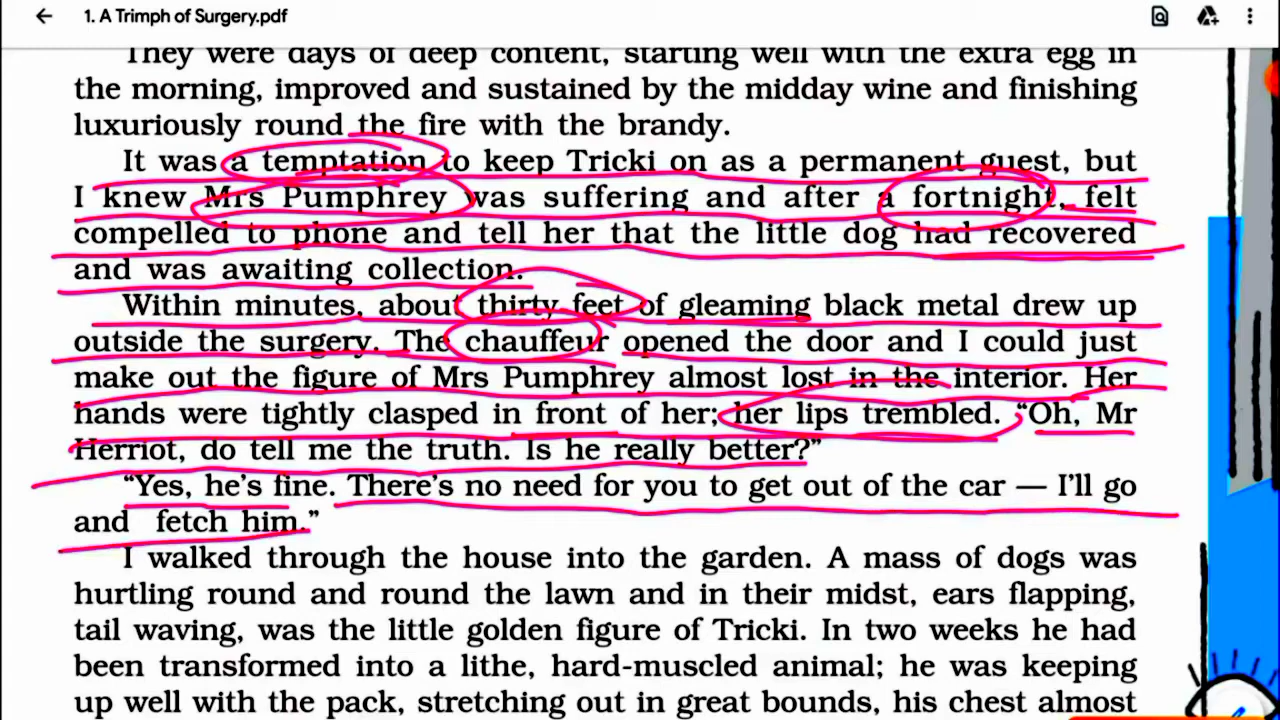 1. A Trimph of Surgery.pdf
They were days of deep content, starting well with the extra egg in
the morning, improved and sustained by the midday wine and finishing
luxuriously round the fire with the brandy.
It was a temptation to keep Tricki on as a permanent guest, but
I knew Mrs Pumphrey was suffering and after a fortnight, felt
compelled to phone and tell her that the little dog had recovered
and was awaiting collection.
Within minutes, about thirty feet of gleaming black metal drew up
outside the surgery. The chauffeur opened the door and I could just
make out the figure of Mrs Pumphrey almost lost in the interior. Her
hands were tightly clasped in front of her; her lips trembled. “Oh, Mr
Herriot, do tell me the truth. Is he really better?”
“Yes, he’s fine. There’s no need for you to get out of the car — I’ll go
and fetch him.”
I walked through the house into the garden. A mass of dogs was
hurtling round and round the lawn and in their midst, ears flapping,
tail waving, was the little golden figure of Tricki. In two weeks he had
been transformed into a lithe, hard-muscled animal; he was keeping
up well with the pack, stretching out in great bounds, his chest almost